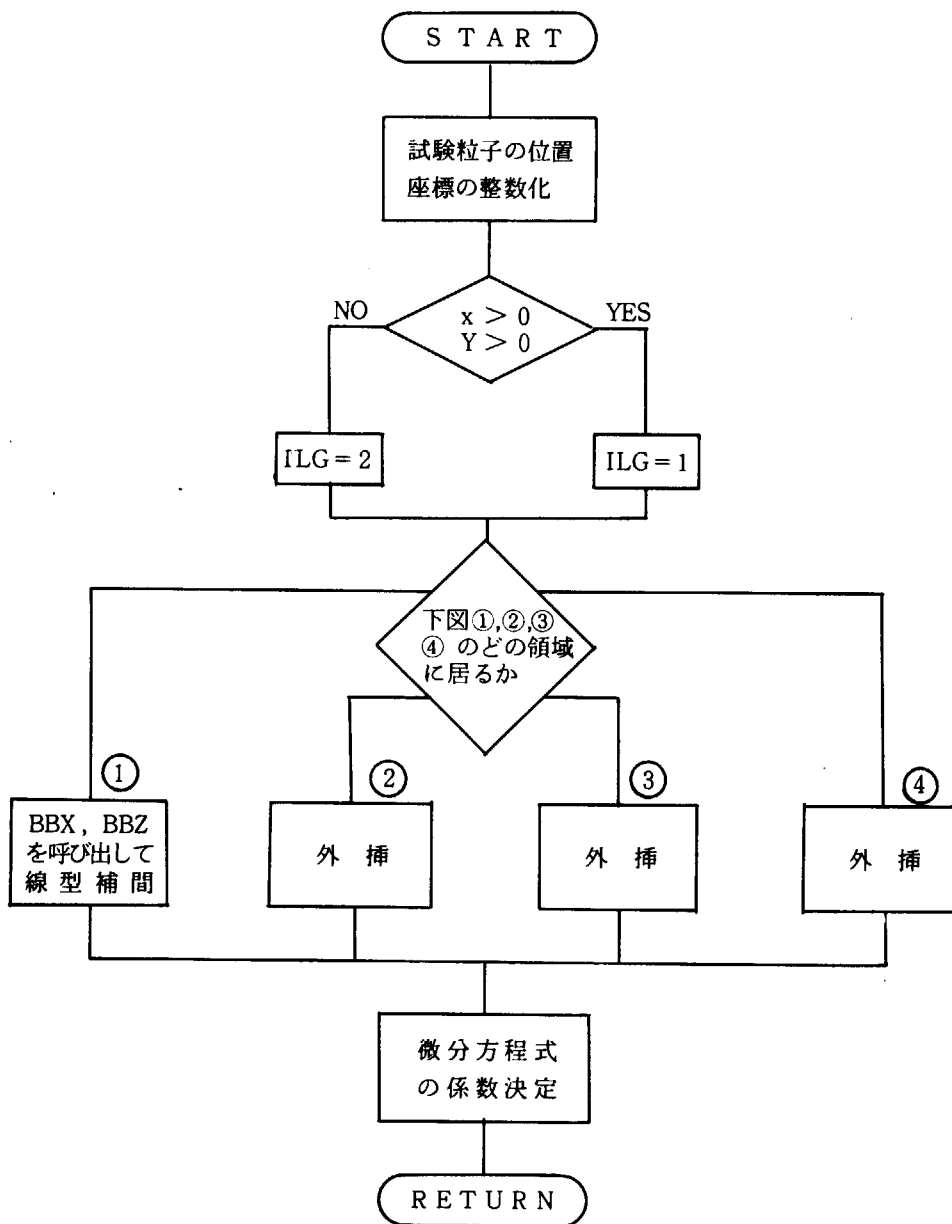 START
試験粒子の位置
座標の整数化
NO
x > 0
YES
Y > 0
ILG = 2
ILG = 1
下図①,②,③
④ のどの領域
に居るか
①
②
③
④
BBX, BBZ
を呼び出して
線型補間
外挿
外挿
外挿
微分方程式
の係数決定
RETURN